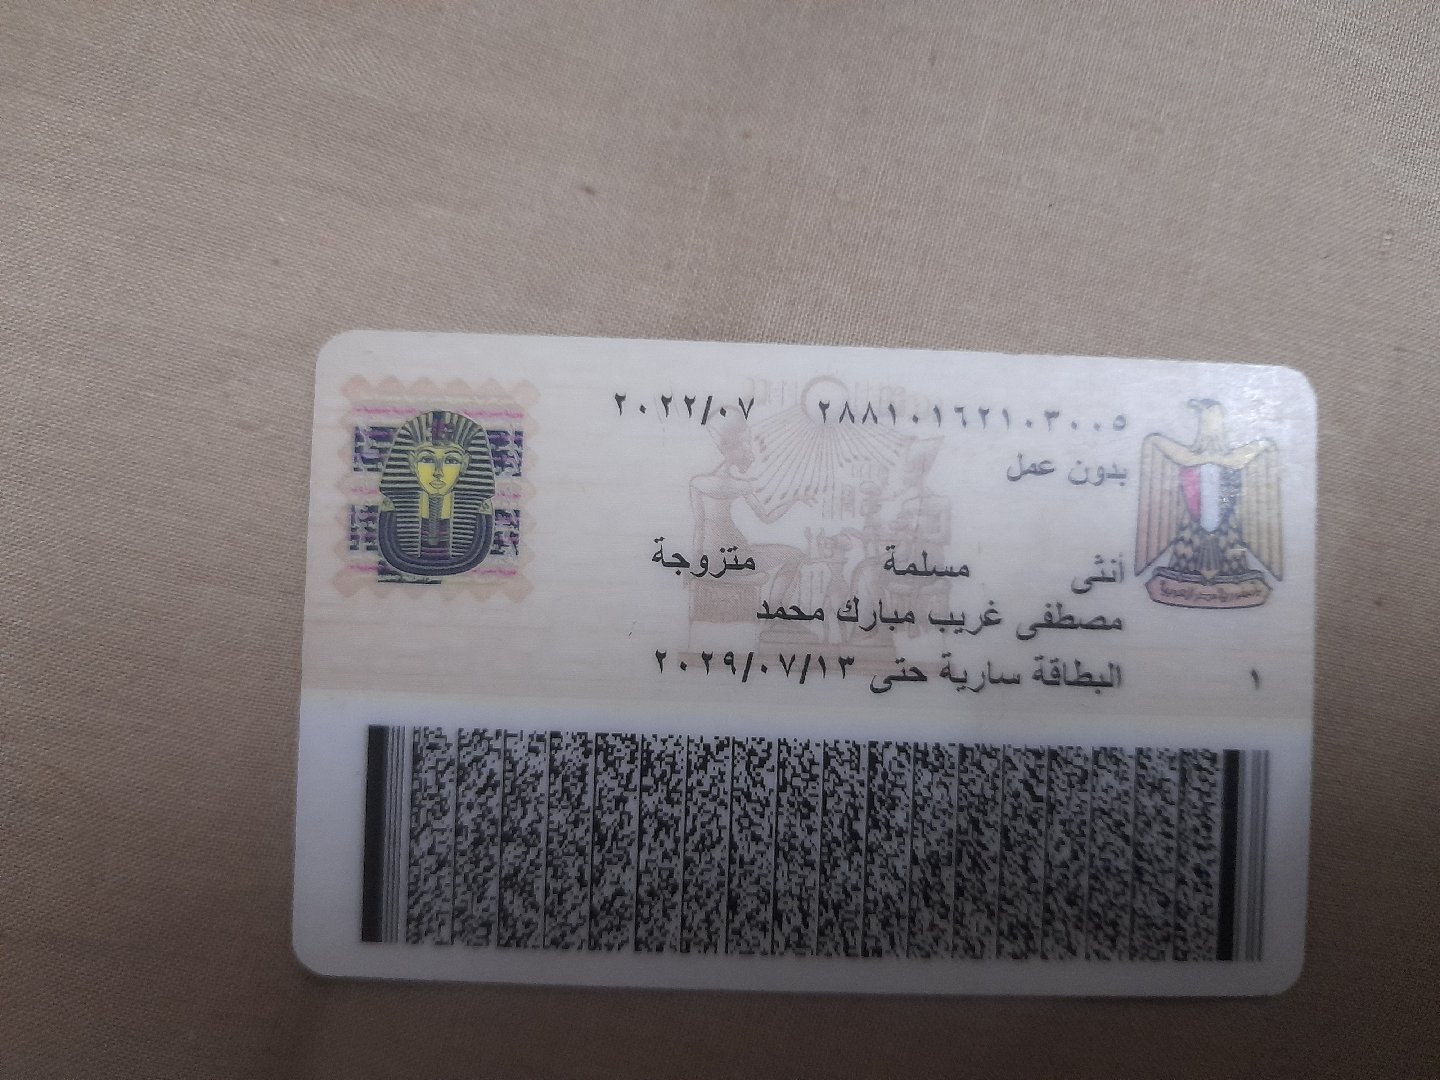 ٢٨٨١٠١٦٢١٠٣٠٠٥ ٢٠٢٢/٠٧
بدون عمل
أنثى مسلمة متزوجة
مصطفى غريب مبارك محمد
البطاقة سارية حتى ٢٠٢٩/٠٧/١٣
١